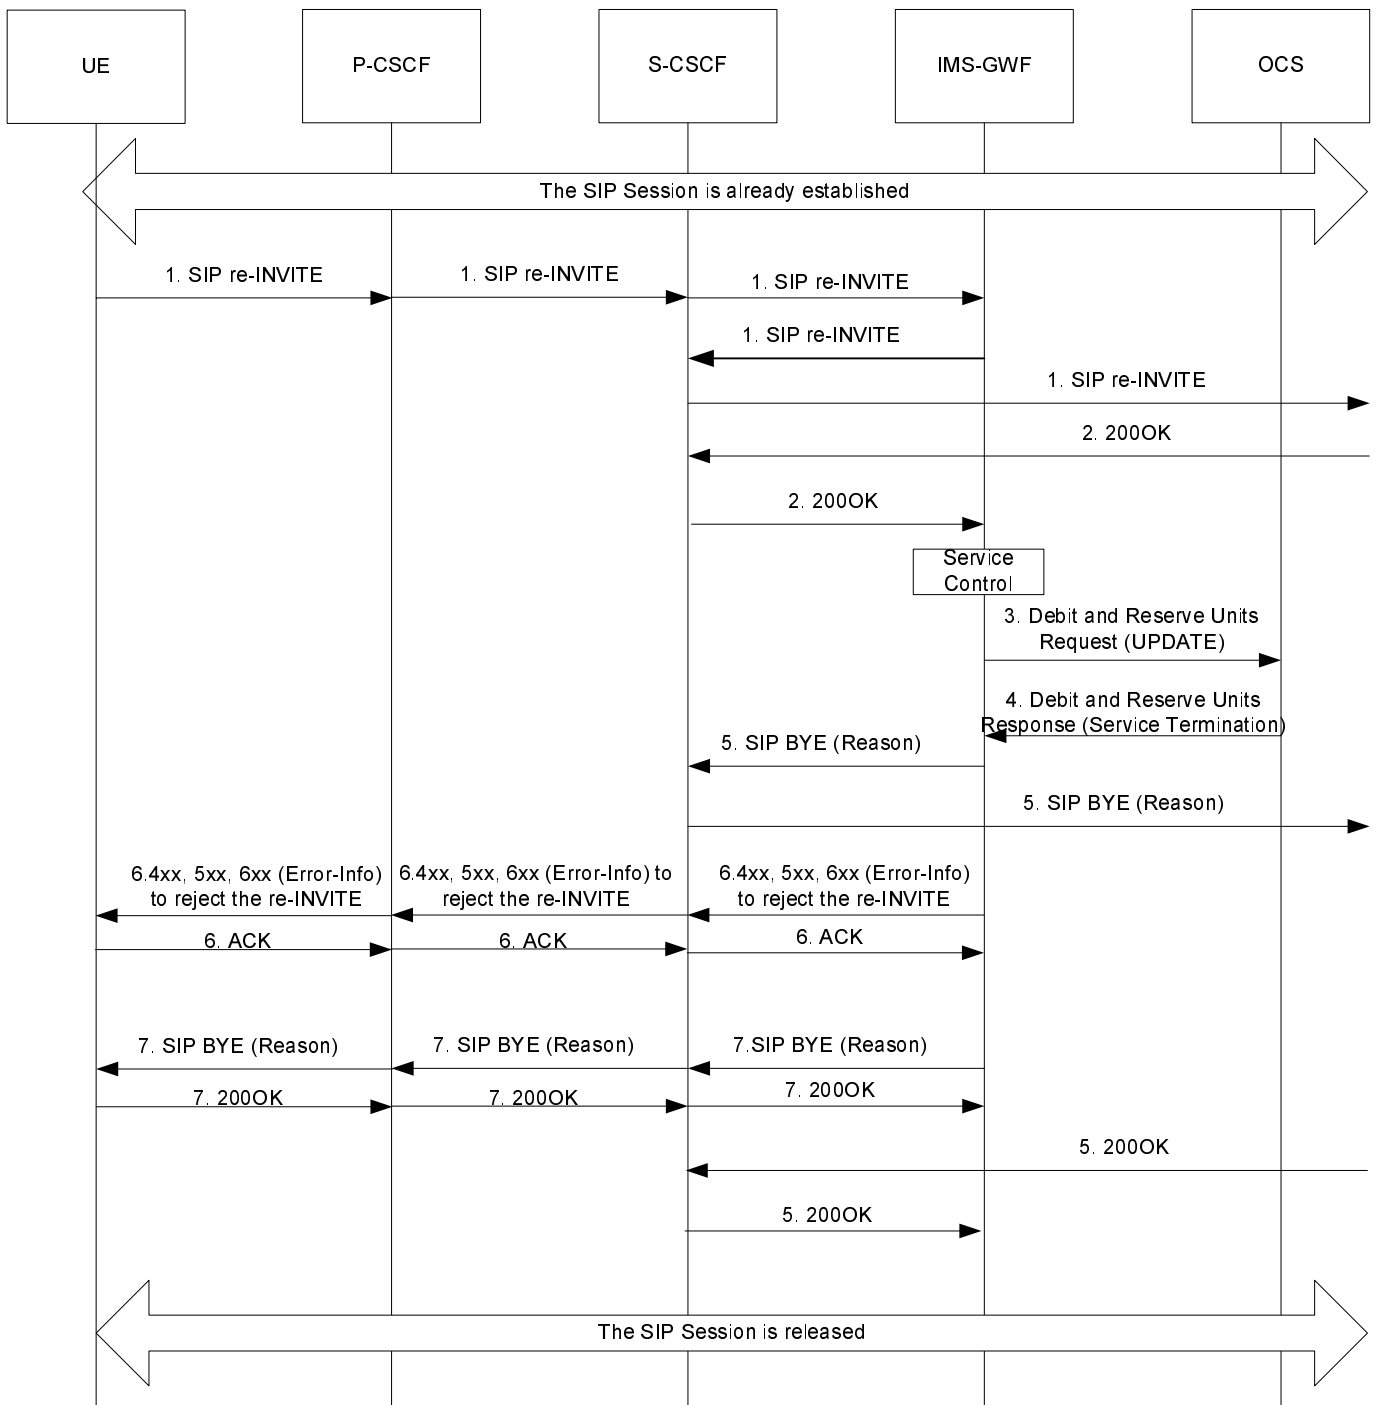 UE
P-CSCF
S-CSCF
IMS-GWF
OCS
The SIP Session is already established
1. SIP re-INVITE
1. SIP re-INVITE
1. SIP re-INVITE
1. SIP re-INVITE
1. SIP re-INVITE
2. 200OK
2. 200OK
Service
Control
3. Debit and Reserve Units
Request (UPDATE)
4. Debit and Reserve Units
Response (Service Termination)
5. SIP BYE (Reason)
5. SIP BYE (Reason)
6.4xx, 5xx, 6xx (Error-Info)
to reject the re-INVITE
6.4xx, 5xx, 6xx (Error-Info) to
reject the re-INVITE
6.4xx, 5xx, 6xx (Error-Info)
to reject the re-INVITE
6. ACK
6. ACK
6. ACK
7. SIP BYE (Reason)
7. SIP BYE (Reason)
7.SIP BYE (Reason)
7. 200OK
7. 200OK
7. 200OK
5. 200OK
5. 200OK
The SIP Session is released